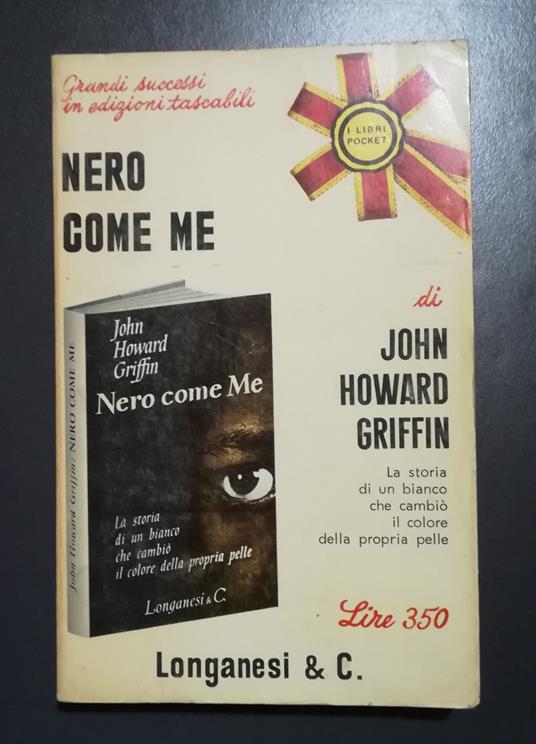 Grandi successi
in edizioni tascabili
I LIBRI
POCKET
NERO
COME ME
di
JOHN
HOWARD
GRIFFIN
La storia
di un bianco
che cambiò
il colore
della propria pelle
John
Howard
Griffin
Nero come Me
La storia
di un bianco
che cambiò
il colore della propria pelle
Longanesi & C.
John Howard Griffin: NERO COME ME
Lire 350
Longanesi & C.